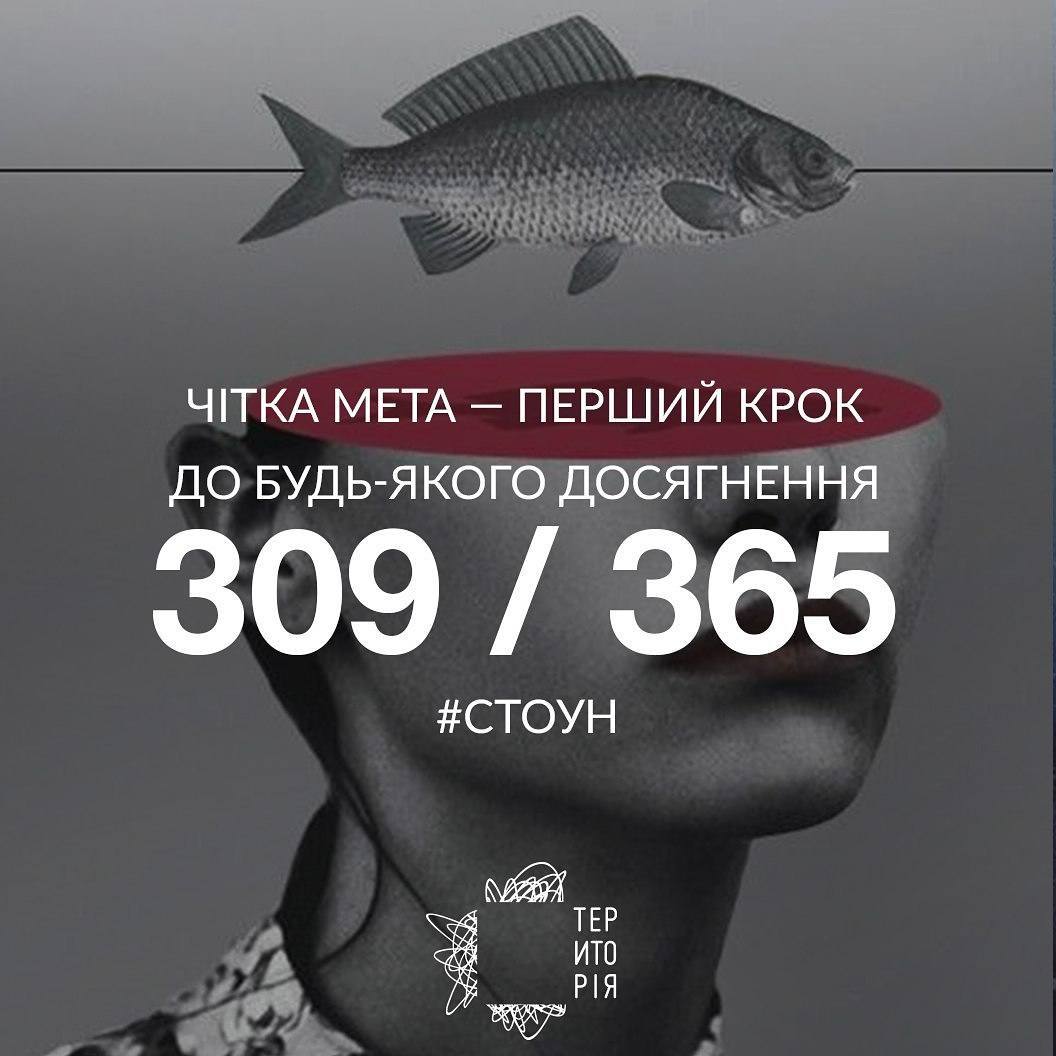 ЧІТКА МЕТА — ПЕРШИЙ КРОК
ДО БУДЬ-ЯКОГО ДОСЯГНЕННЯ
309 / 365
#СТОУН
ТЕР
ИТО
РІЯ